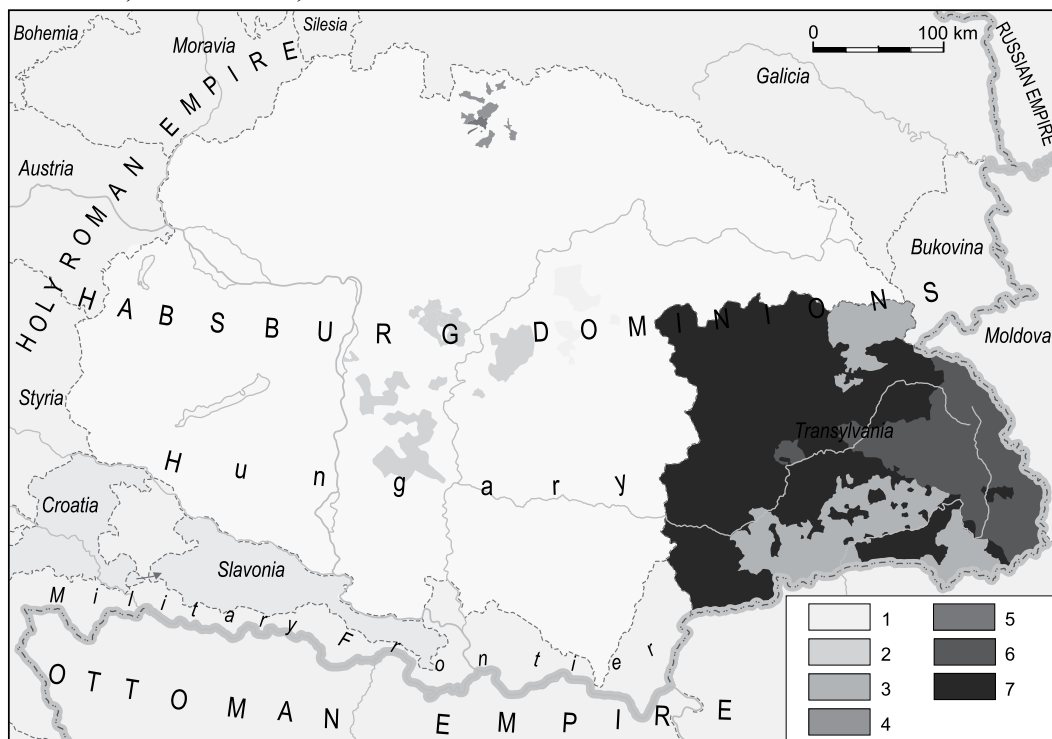 Bohemia
Moravia
Silesia
0 100 km
Galicia
RUSSIAN EMPIRE
Austria
HOLY ROMAN EMPIRE
Bukovina
HABSBURG DOMINIONS
Moldova
Styria
Transylvania
Hungary
Croatia
Slavonia
Military Frontier
OTTOMAN EMPIRE
1
2
3
4
5
6
7